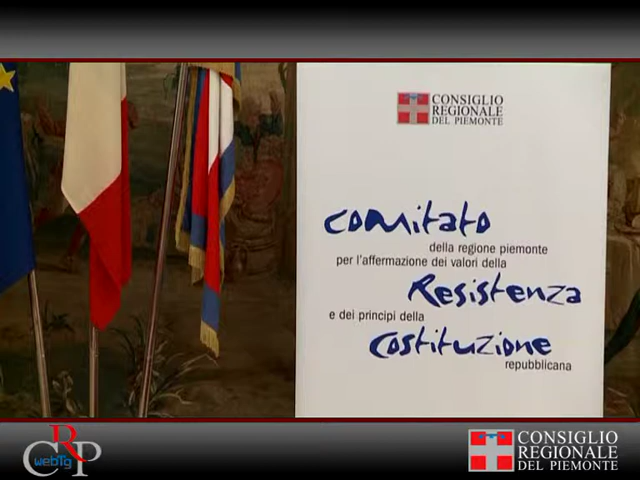 CONSIGLIO
REGIONALE
DEL PIEMONTE
comitato
della regione piemonte
per l'affermazione dei valori della
Resistenza
e dei principi della
costituzione
repubblicana
CRP
webtg
CONSIGLIO
REGIONALE
DEL PIEMONTE